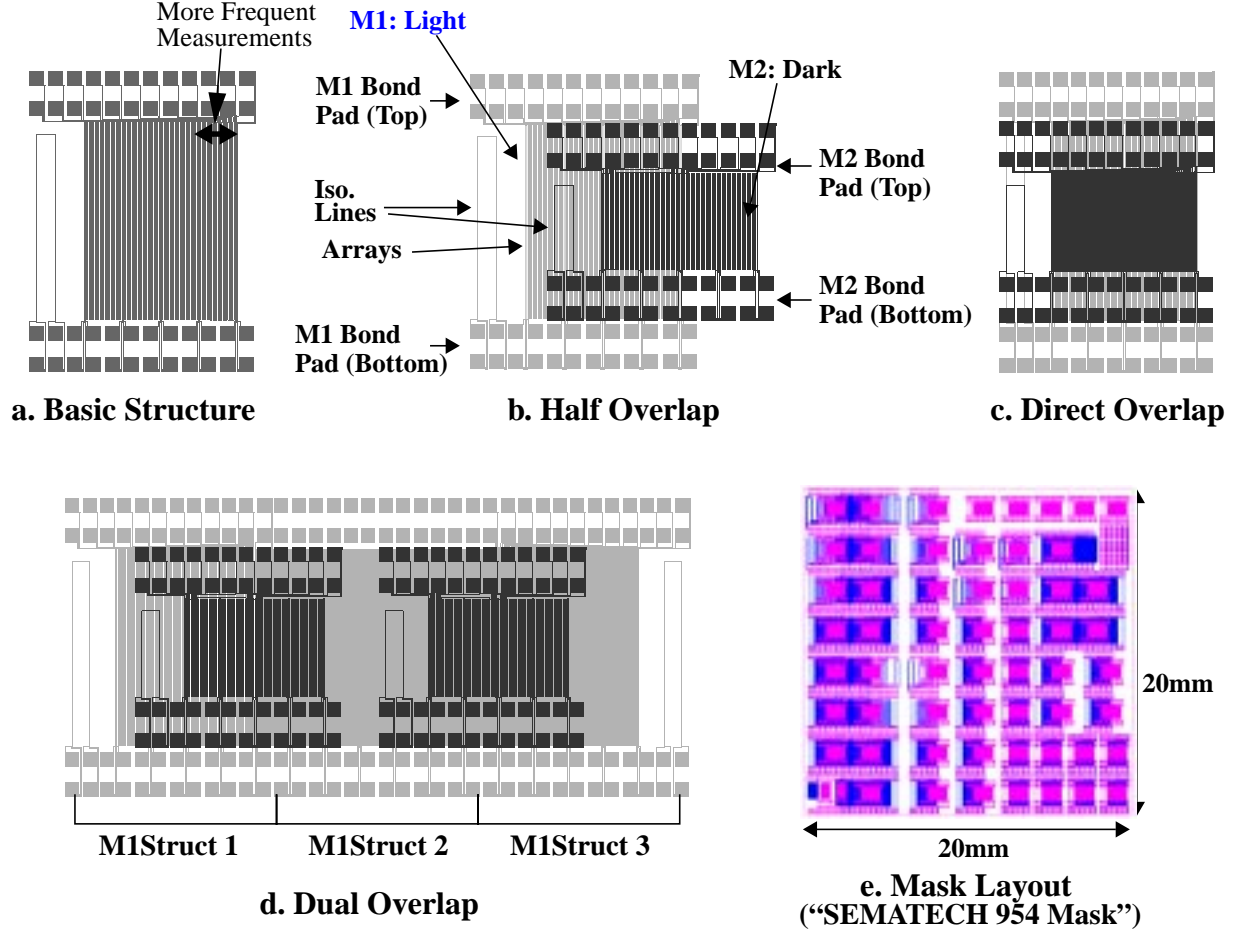 More Frequent
Measurements
M1: Light
M1 Bond
Pad (Top)
M2: Dark
M2 Bond
Pad (Top)
Iso.
Lines
Arrays
M2 Bond
Pad (Bottom)
M1 Bond
Pad (Bottom)
a. Basic Structure
b. Half Overlap
c. Direct Overlap
20mm
M1Struct 1
M1Struct 2
M1Struct 3
20mm
d. Dual Overlap
e. Mask Layout
(“SEMATECH 954 Mask”)